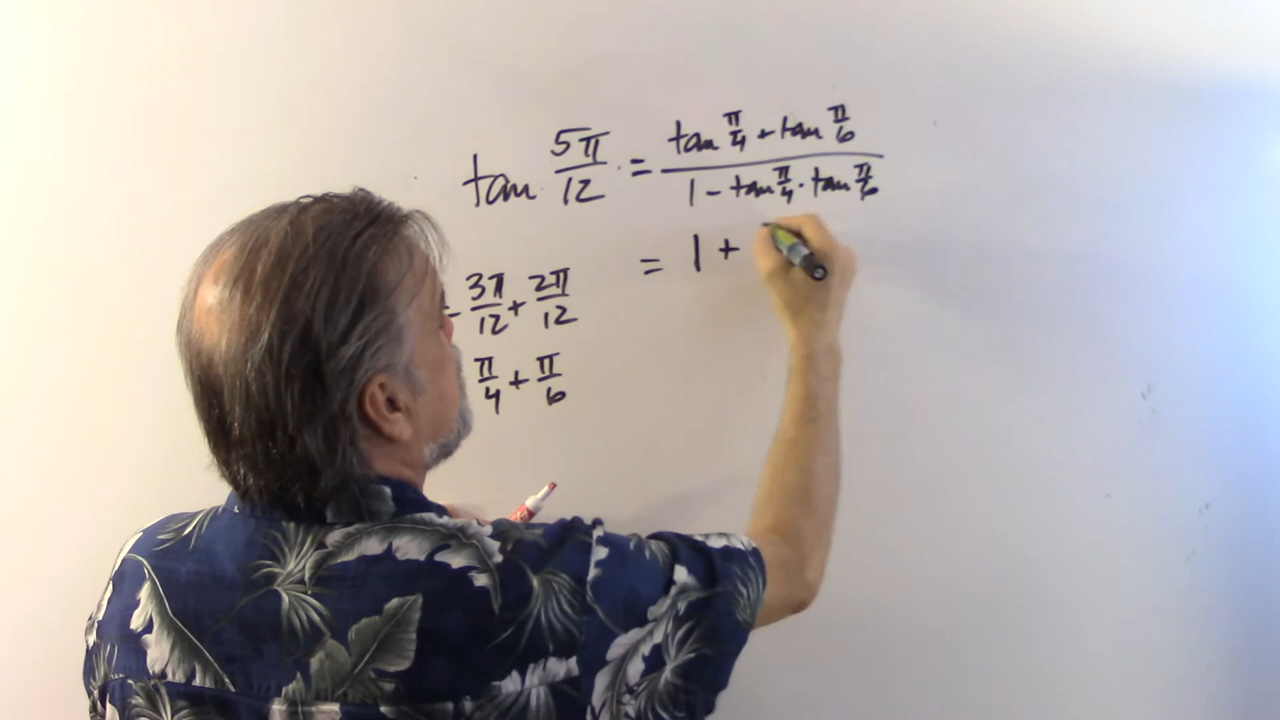 tan 5π/12 = (tan π/4 + tan π/6)/(1 - tan π/4 · tan π/6)
= 1 +
= 3π/12 + 2π/12
π/4 + π/6